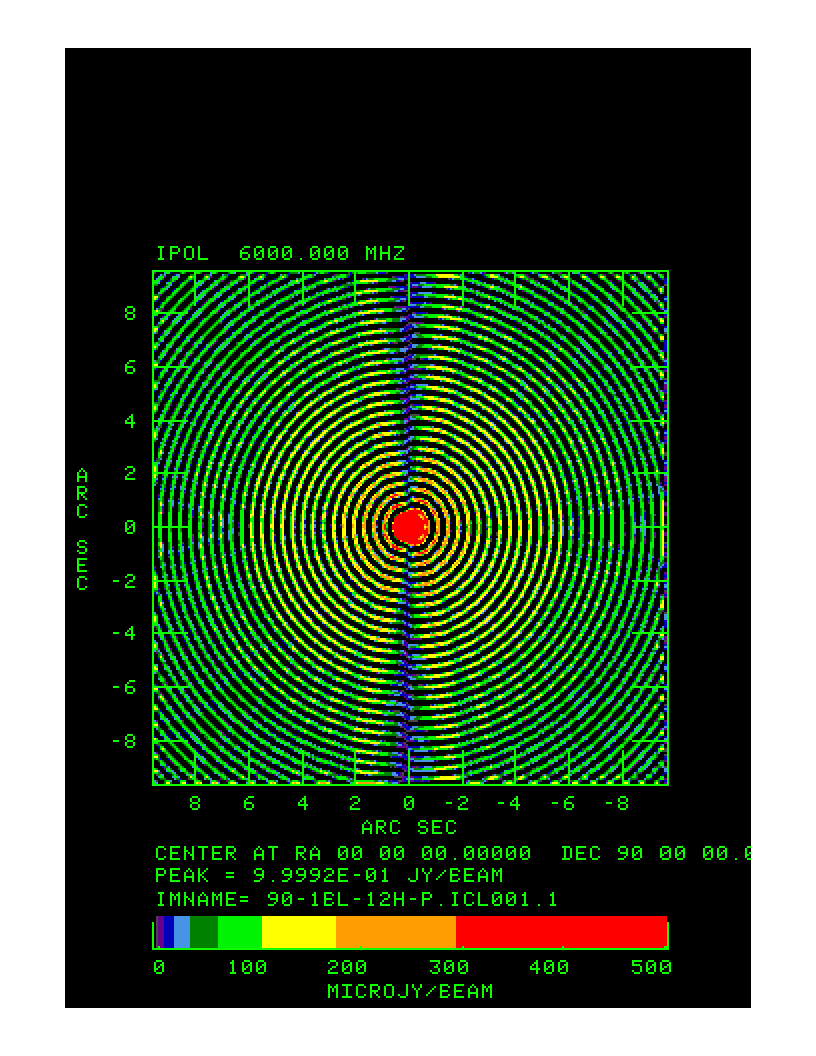 IPOL 6000.000 MHZ
8
6
4
2
0
-2
-4
-6
-8
ARC SEC
8 6 4 2 0 -2 -4 -6 -8
ARC SEC
CENTER AT RA 00 00 00.00000 DEC 90 00 00.0
PEAK = 9.9992E-01 JY/BEAM
IMNAME= 90-1BL-12H-P.ICL001.1
0 100 200 300 400 500
MICROJY/BEAM